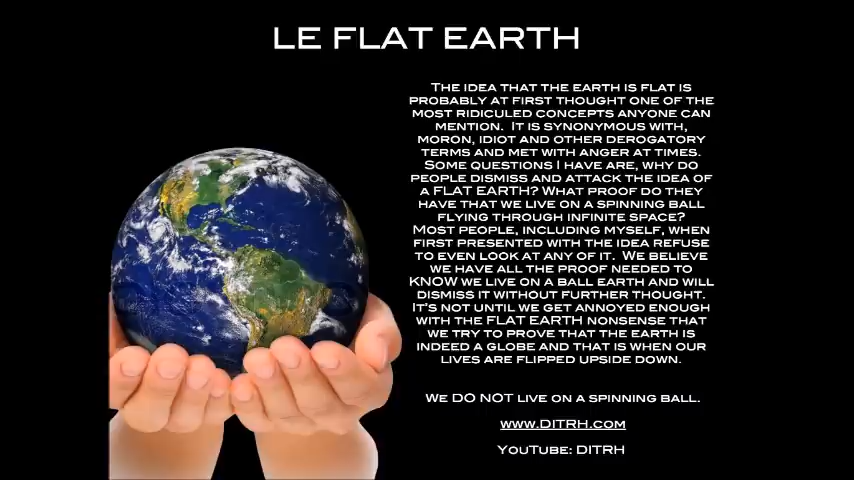 LE FLAT EARTH
THE IDEA THAT THE EARTH IS FLAT IS
PROBABLY AT FIRST THOUGHT ONE OF THE
MOST RIDICULED CONCEPTS ANYONE CAN
MENTION. IT IS SYNONYMOUS WITH,
MORON, IDIOT AND OTHER DEROGATORY
TERMS AND MET WITH ANGER AT TIMES.
SOME QUESTIONS I HAVE ARE, WHY DO
PEOPLE DISMISS AND ATTACK THE IDEA OF
A FLAT EARTH? WHAT PROOF DO THEY
HAVE THAT WE LIVE ON A SPINNING BALL
FLYING THROUGH INFINITE SPACE?
MOST PEOPLE, INCLUDING MYSELF, WHEN
FIRST PRESENTED WITH THE IDEA REFUSE
TO EVEN LOOK AT ANY OF IT. WE BELIEVE
WE HAVE ALL THE PROOF NEEDED TO
KNOW WE LIVE ON A BALL EARTH AND WILL
DISMISS IT WITHOUT FURTHER THOUGHT.
IT'S NOT UNTIL WE GET ANNOYED ENOUGH
WITH THE FLAT EARTH NONSENSE THAT
WE TRY TO PROVE THAT THE EARTH IS
INDEED A GLOBE AND THAT IS WHEN OUR
LIVES ARE FLIPPED UPSIDE DOWN.
WE DO NOT LIVE ON A SPINNING BALL.
WWW.DITRH.COM
YOUTUBE: DITRH